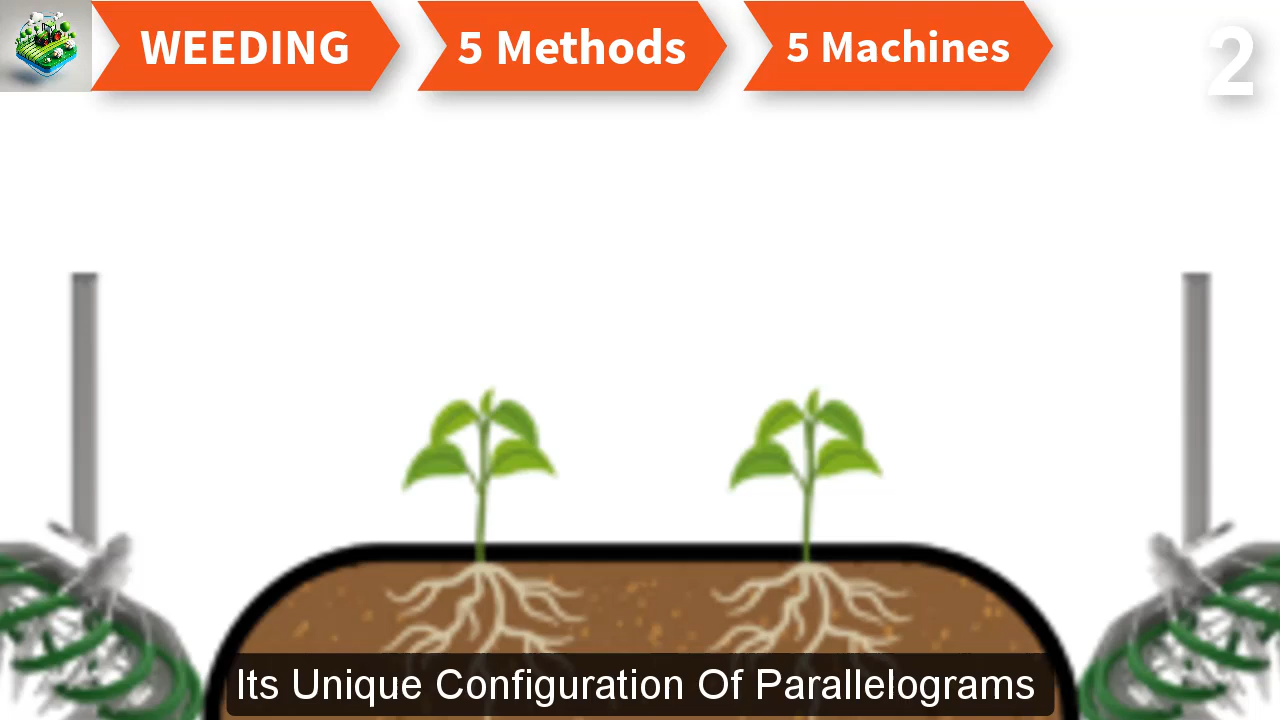 WEEDING
5 Methods
5 Machines
2
Its Unique Configuration Of Parallelograms